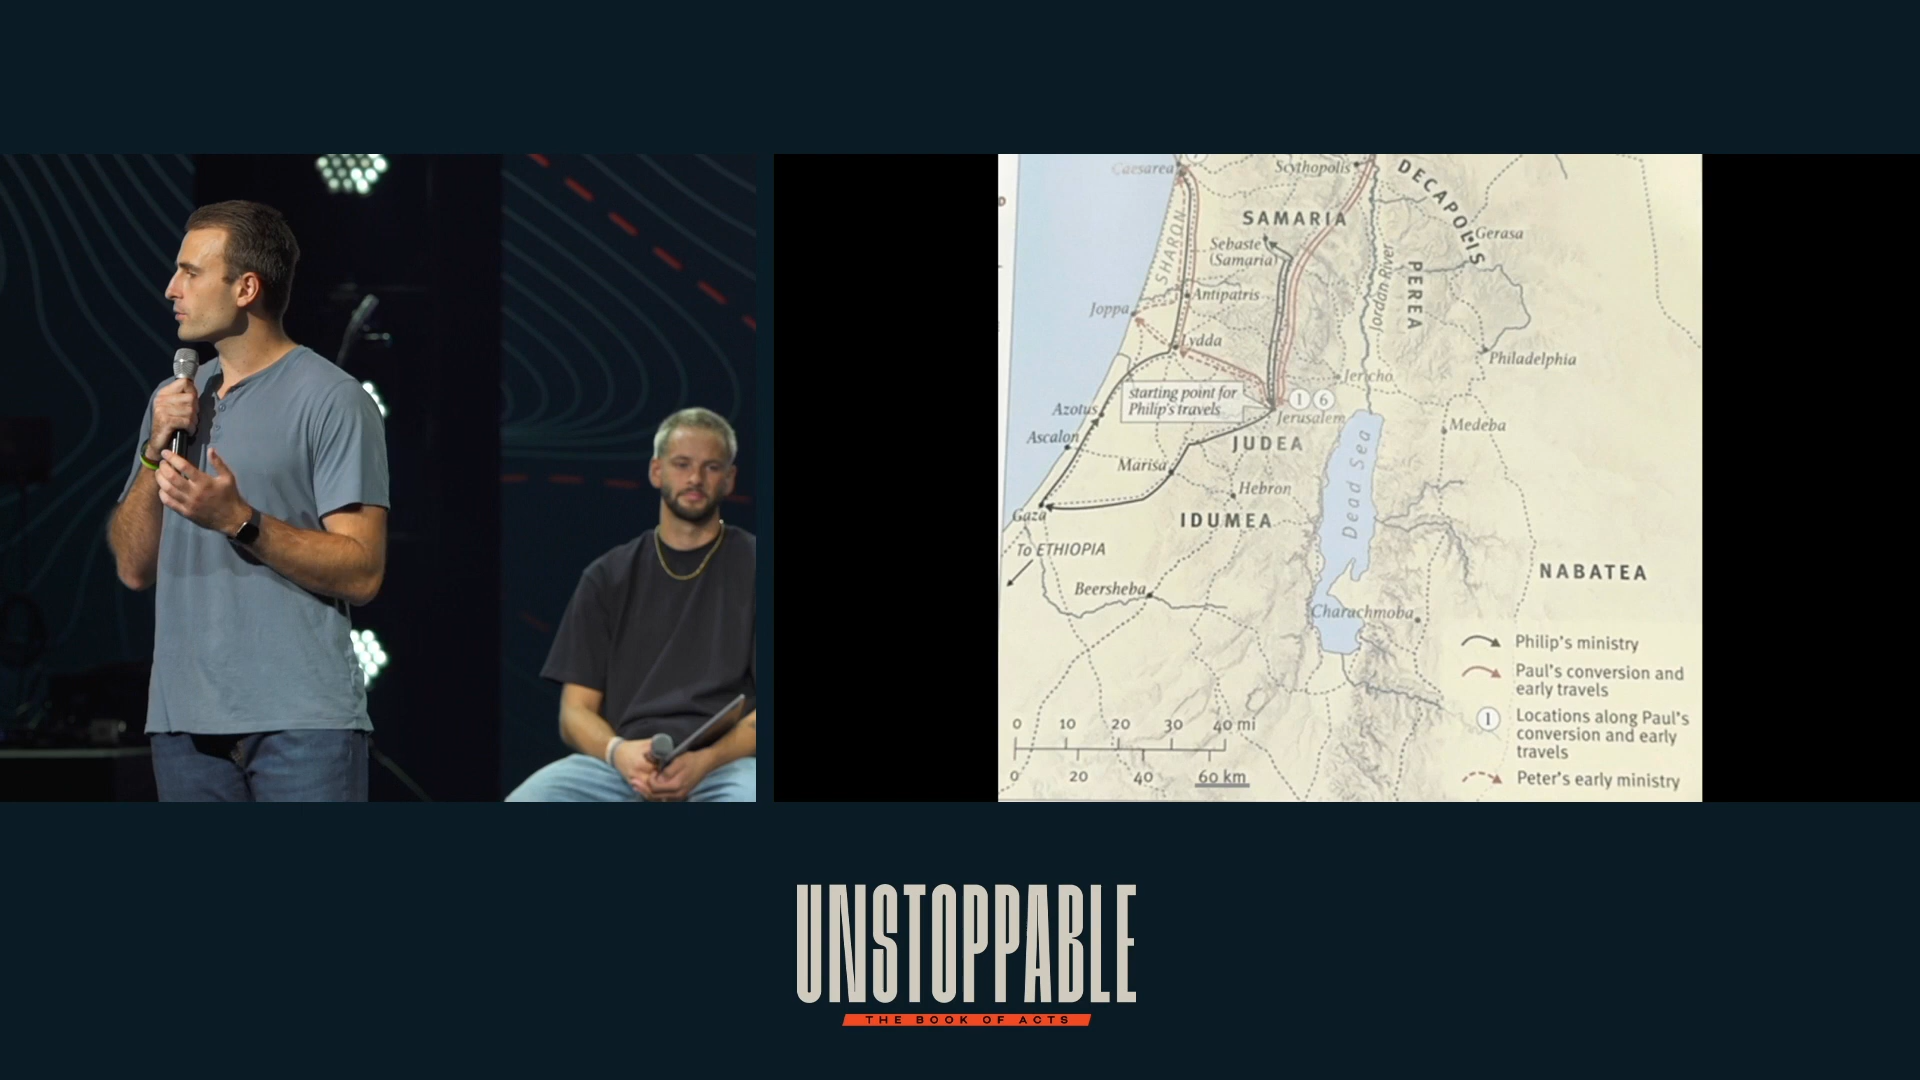 Caesarea
Scythopolis
DECAPOLIS
SAMARIA
Gerasa
Sebaste
(Samaria)
SHARON
Jordan River
PEREA
Antipatris
Joppa
Lydda
Philadelphia
Jericho
starting point for
Philip's travels
1 6
Azotus
Jerusalem
Medeba
Ascalon
JUDEA
Dead Sea
Marisa
Hebron
Gaza
IDUMEA
To ETHIOPIA
NABATEA
Beersheba
Charachmoba
Philip's ministry
Paul's conversion and
early travels
1 Locations along Paul's
conversion and early
travels
Peter's early ministry
0 10 20 30 40 mi
0 20 40 60 km
UNSTOPPABLE
THE BOOK OF ACTS